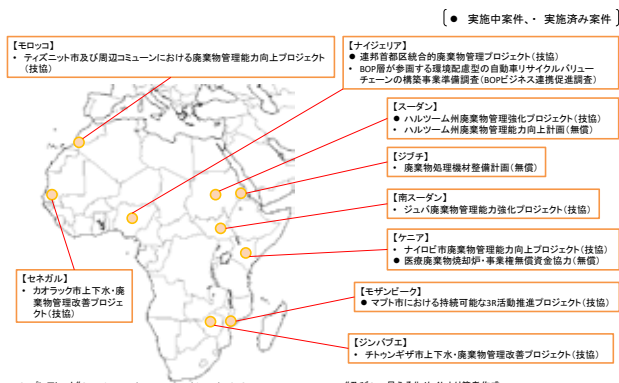 ● 実施中案件、・ 実施済み案件
【モロッコ】
・ ティズニット市及び周辺コミューンにおける廃棄物管理能力向上プロジェクト
(技協)
【ナイジェリア】
● 連邦首都区統合的廃棄物管理プロジェクト(技協)
・ BOP層が参画する環境配慮型の自動車リサイクルバリュー
チェーンの構築事業準備調査(BOPビジネス連携促進調査)
【スーダン】
● ハルツーム州廃棄物管理強化プロジェクト(技協)
・ ハルツーム州廃棄物管理能力向上計画(無償)
【ジブチ】
・ 廃棄物処理機材整備計画(無償)
【南スーダン】
・ ジュバ廃棄物管理能力強化プロジェクト(技協)
【ケニア】
・ ナイロビ市廃棄物管理能力向上プロジェクト(技協)
● 医療廃棄物焼却炉・事業権無償資金協力(無償)
【セネガル】
・ カオラック市上下水・廃
棄物管理改善プロジェ
クト(技協)
【モザンビーク】
● マプト市における持続可能な3R活動推進プロジェクト(技協)
【ジンバブエ】
・ チトゥンギザ市上下水・廃棄物管理改善プロジェクト(技協)